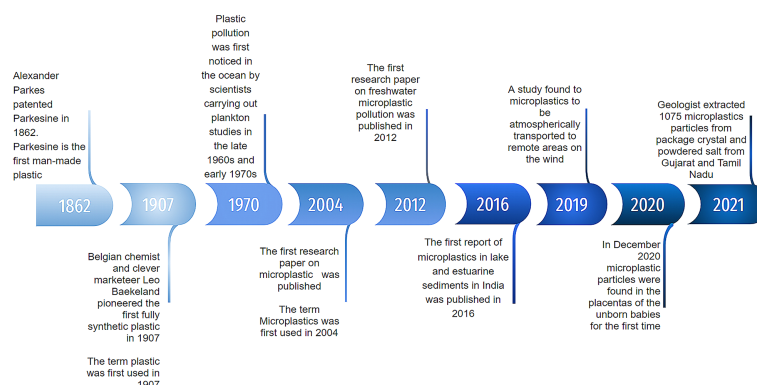 Alexander
Parkes
patented
Parkesine in
1862.
Parkesine is the
first man-made
plastic
Plastic
pollution
was first
noticed in
the ocean by
scientists
carrying out
plankton
studies in
the late
1960s and
early 1970s
The first
research paper
on freshwater
microplastic
pollution was
published in
2012
A study found to
microplastics to
be
atmospherically
transported to
remote areas on
the wind
Geologist extracted
1075 microplastics
particles from
package crystal and
powdered salt from
Gujarat and Tamil
Nadu
1862
1907
1970
2004
2012
2016
2019
2020
2021
Belgian chemist
and clever
marketeer Leo
Baekeland
pioneered the
first fully
synthetic plastic
in 1907
The term plastic
was first used in
1907
The first research
paper on
microplastic was
published
The term
Microplastics was
first used in 2004
The first report of
microplastics in lake
and estuarine
sediments in India
was published in
2016
In December
2020
microplastic
particles were
found in the
placentas of the
unborn babies
for the first time